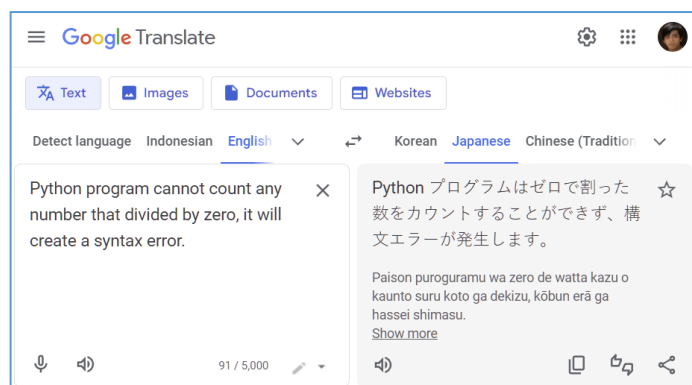 Google Translate
Text
Images
Documents
Websites
Detect language Indonesian English
Korean Japanese Chinese (Tradition
Python program cannot count any
number that divided by zero, it will
create a syntax error.
91 / 5,000
Python プログラムはゼロで割った
数をカウントすることができず、構
文エラーが発生します。
Paison puroguramu wa zero de watta kazu o
kaunto suru koto ga dekizu, kōbun erā ga
hassei shimasu.
Show more